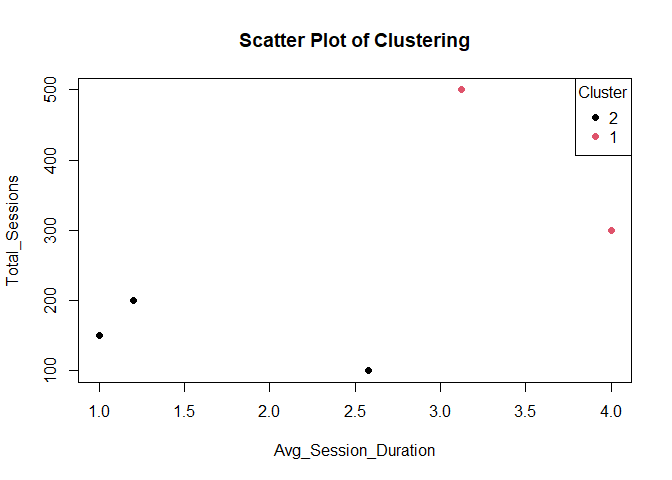 Scatter Plot of Clustering
Cluster
2
1
Total_Sessions
500
400
300
200
100
1.0 1.5 2.0 2.5 3.0 3.5 4.0
Avg_Session_Duration